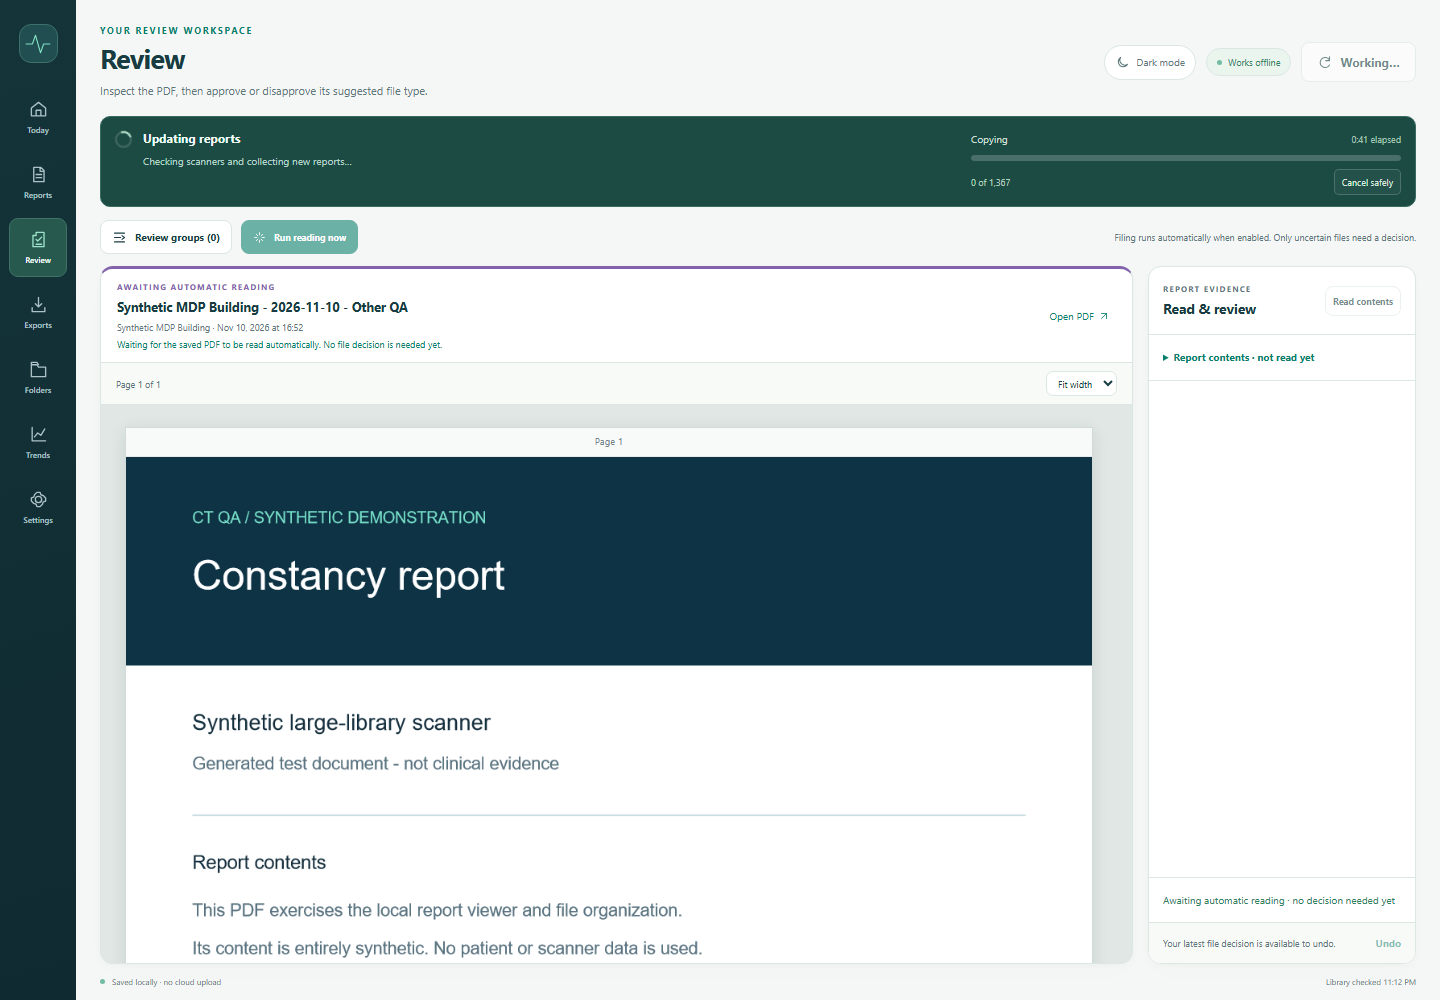 YOUR REVIEW WORKSPACE
Review
Inspect the PDF, then approve or disapprove its suggested file type.
Dark mode
Works offline
Working...
Today
Reports
Review
Exports
Folders
Trends
Settings
Updating reports
Checking scanners and collecting new reports...
Copying
0:41 elapsed
0 of 1,367
Cancel safely
Review groups (0)
Run reading now
Filing runs automatically when enabled. Only uncertain files need a decision.
AWAITING AUTOMATIC READING
Synthetic MDP Building - 2026-11-10 - Other QA
Synthetic MDP Building · Nov 10, 2026 at 16:52
Waiting for the saved PDF to be read automatically. No file decision is needed yet.
Open PDF
Page 1 of 1
Fit width
Page 1
CT QA / SYNTHETIC DEMONSTRATION
Constancy report
Synthetic large-library scanner
Generated test document - not clinical evidence
Report contents
This PDF exercises the local report viewer and file organization.
Its content is entirely synthetic. No patient or scanner data is used.
REPORT EVIDENCE
Read & review
Read contents
Report contents · not read yet
Awaiting automatic reading · no decision needed yet
Your latest file decision is available to undo.
Undo
Saved locally · no cloud upload
Library checked 11:12 PM